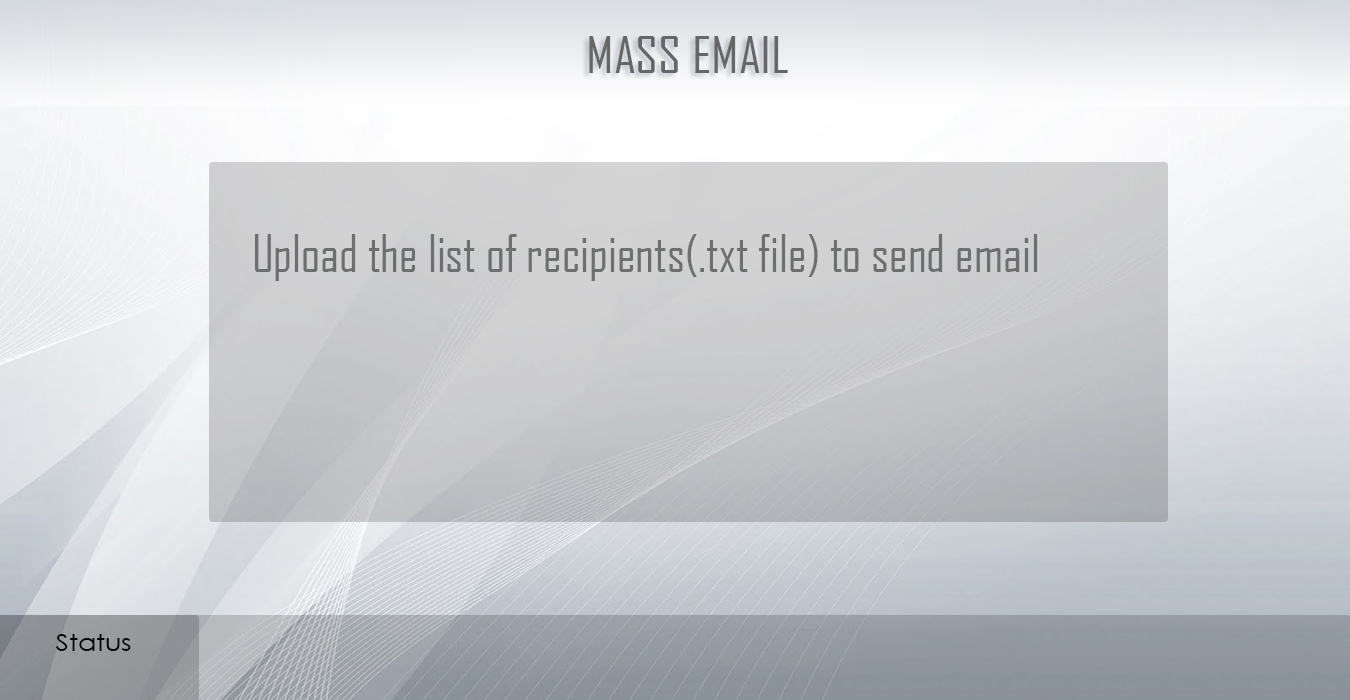 MASS EMAIL
Upload the list of recipients(.txt file) to send email
Status